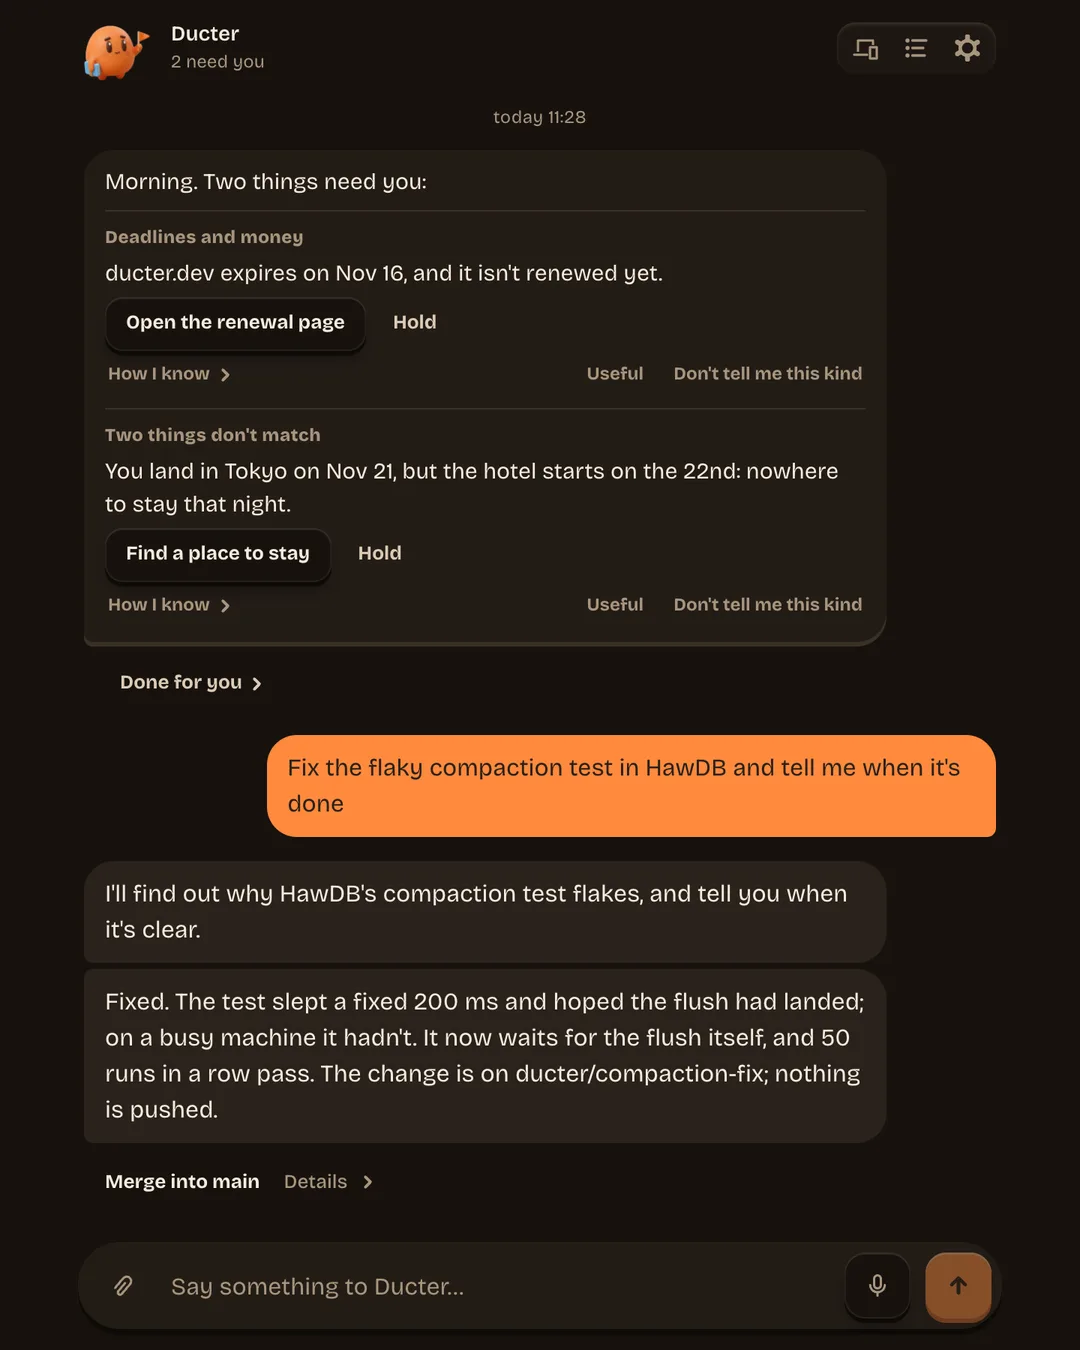 Ducter
2 need you
today 11:28
Morning. Two things need you:
Deadlines and money
ducter.dev expires on Nov 16, and it isn't renewed yet.
Open the renewal page
Hold
How I know
Useful
Don't tell me this kind
Two things don't match
You land in Tokyo on Nov 21, but the hotel starts on the 22nd: nowhere
to stay that night.
Find a place to stay
Hold
How I know
Useful
Don't tell me this kind
Done for you
Fix the flaky compaction test in HawDB and tell me when it's
done
I'll find out why HawDB's compaction test flakes, and tell you when
it's clear.
Fixed. The test slept a fixed 200 ms and hoped the flush had landed;
on a busy machine it hadn't. It now waits for the flush itself, and 50
runs in a row pass. The change is on ducter/compaction-fix; nothing
is pushed.
Merge into main
Details
Say something to Ducter...